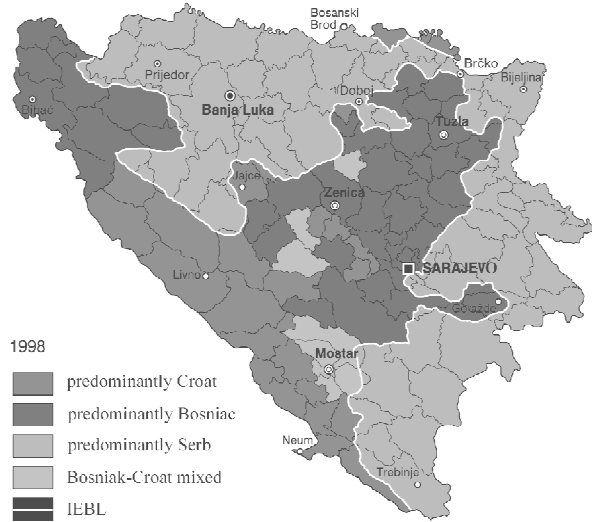 Bosanski
Brod
Prijedor
Banja Luka
Doboj
Brčko
Bijeljina
Bihać
Tuzla
Jajce
Zenica
Livno
SARAJEVO
Goražde
Mostar
Neum
Trebinje
1998
predominantly Croat
predominantly Bosniac
predominantly Serb
Bosniak-Croat mixed
IEBL